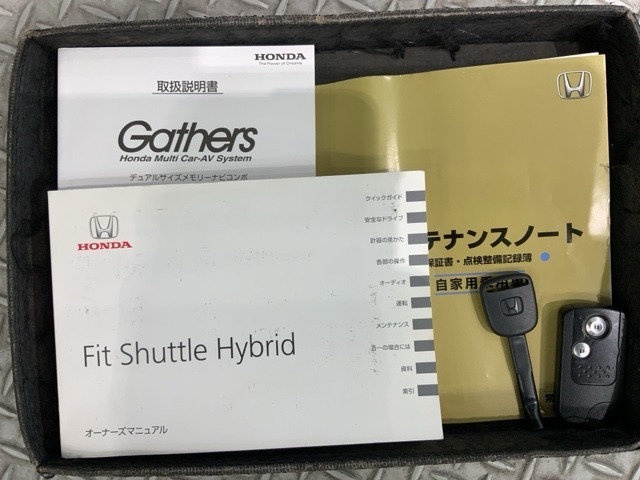 HONDA
The Power of Dreams
取扱説明書
Gathers
Honda Multi Car-AV System
デュアルサイズメモリーナビコンポ
HONDA
Fit Shuttle Hybrid
オーナーズマニュアル
クイックガイド
安全なドライブ
計器の見かた
各部の操作
オーディオ
運転
メンテナンス
万一の場合には
資料
索引
テナンスノート
保証書・点検整備記録簿
自家用乗用車